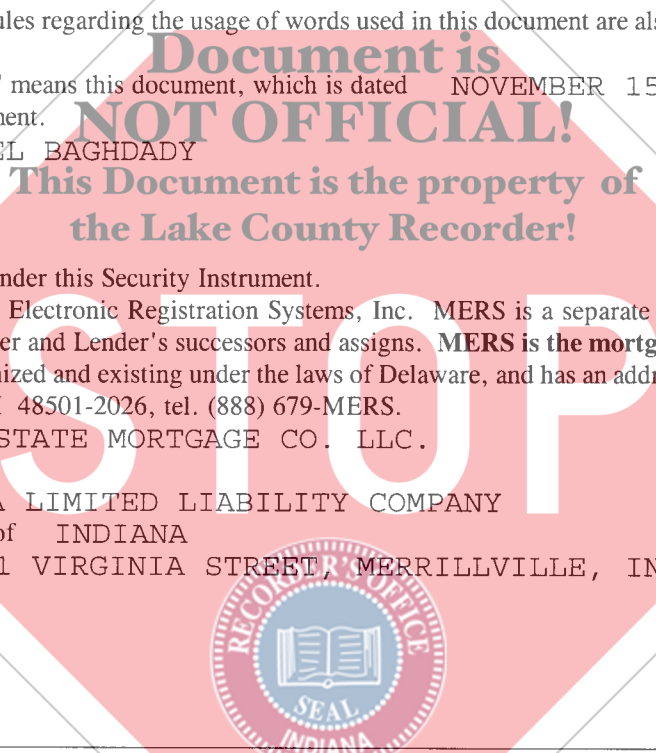 ules regarding the usage of words used in this document are als
Document is
" means this document, which is dated NOVEMBER 15
NOT OFFICIAL!
ent.
EL BAGHDADY
This Document is the property of
the Lake County Recorder!
nder this Security Instrument.
Electronic Registration Systems, Inc. MERS is a separate
er and Lender's successors and assigns. MERS is the mortg
nized and existing under the laws of Delaware, and has an addr
48501-2026, tel. (888) 679-MERS.
STATE MORTGAGE CO. LLC.
STOP
A LIMITED LIABILITY COMPANY
of INDIANA
1 VIRGINIA STREET, MERRILLVILLE, IN
RECORDER'S OFFICE
SEAL
INDIANA